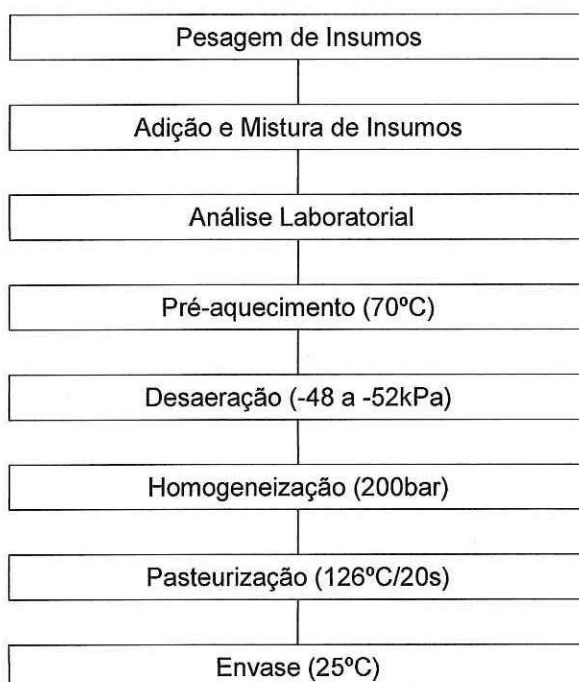 Pesagem de Insumos
Adição e Mistura de Insumos
Análise Laboratorial
Pré-aquecimento (70ºC)
Desaeração (-48 a -52kPa)
Homogeneização (200bar)
Pasteurização (126ºC/20s)
Envase (25ºC)